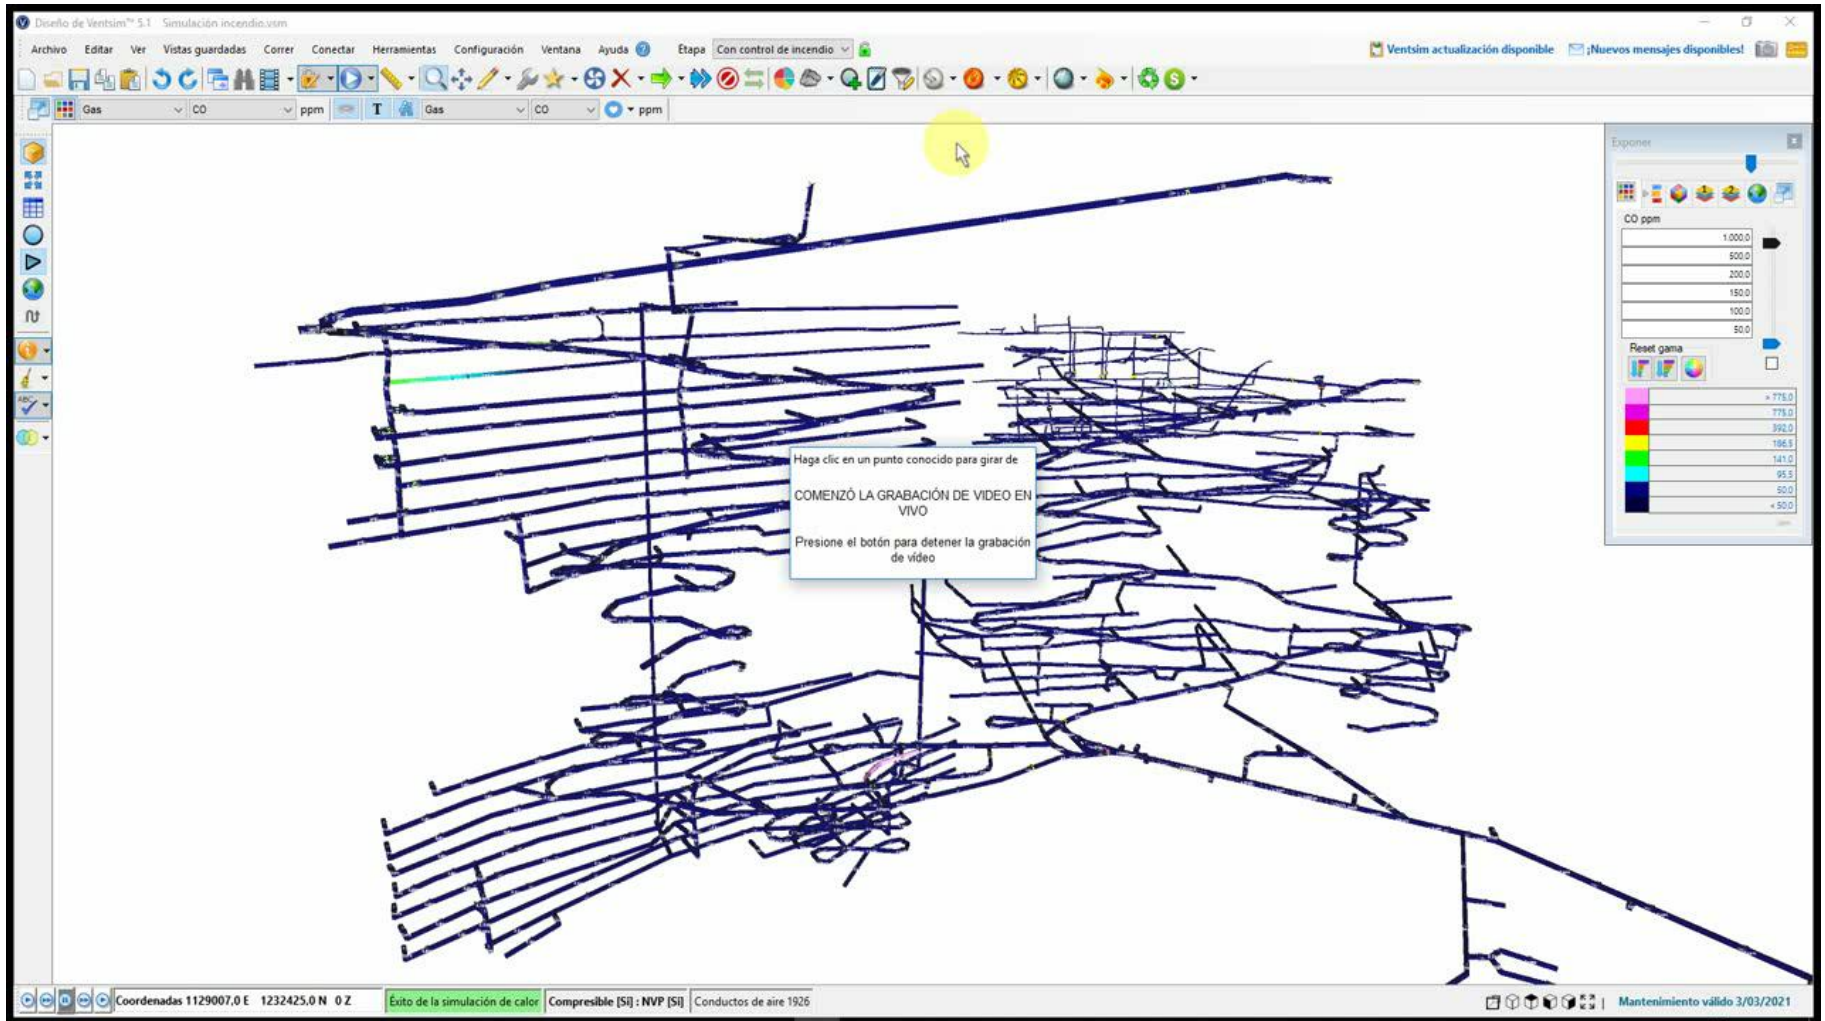 Diseño de Ventsim™ 5.1 Simulación incendio.vsm
Archivo Editar Ver Vistas guardadas Correr Conectar Herramientas Configuración Ventana Ayuda Etapa Con control de incendio Ventsim actualización disponible ¡Nuevos mensajes disponibles!
Gas CO ppm T Gas CO ppm
Exponer
CO ppm
1.000,0
500,0
200,0
150,0
100,0
50,0
Reset gama
> 775,0
775,0
392,0
186,5
141,0
95,5
50,0
< 50,0
ABC
Haga clic en un punto conocido para girar de
COMENZÓ LA GRABACIÓN DE VIDEO EN
VIVO
Presione el botón para detener la grabación
de vídeo
Coordenadas 1129007,0 E 1232425,0 N 0 Z Éxito de la simulación de calor Compresible [Si] : NVP [Si] Conductos de aire 1926 Mantenimiento válido 3/03/2021